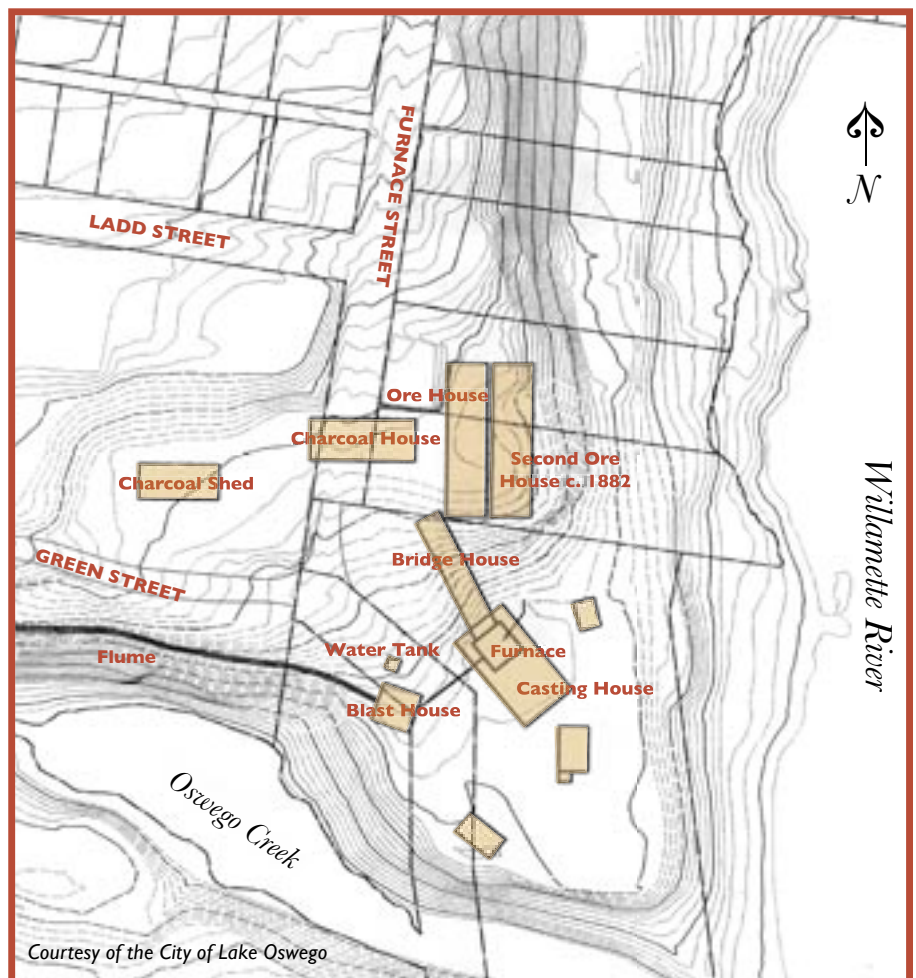 FURNACE STREET
N
LADD STREET
Ore House
Charcoal House
Second Ore
House c. 1882
Charcoal Shed
Willamette River
Bridge House
GREEN STREET
Water Tank
Furnace
Flume
Casting House
Blast House
Oswego Creek
Courtesy of the City of Lake Oswego